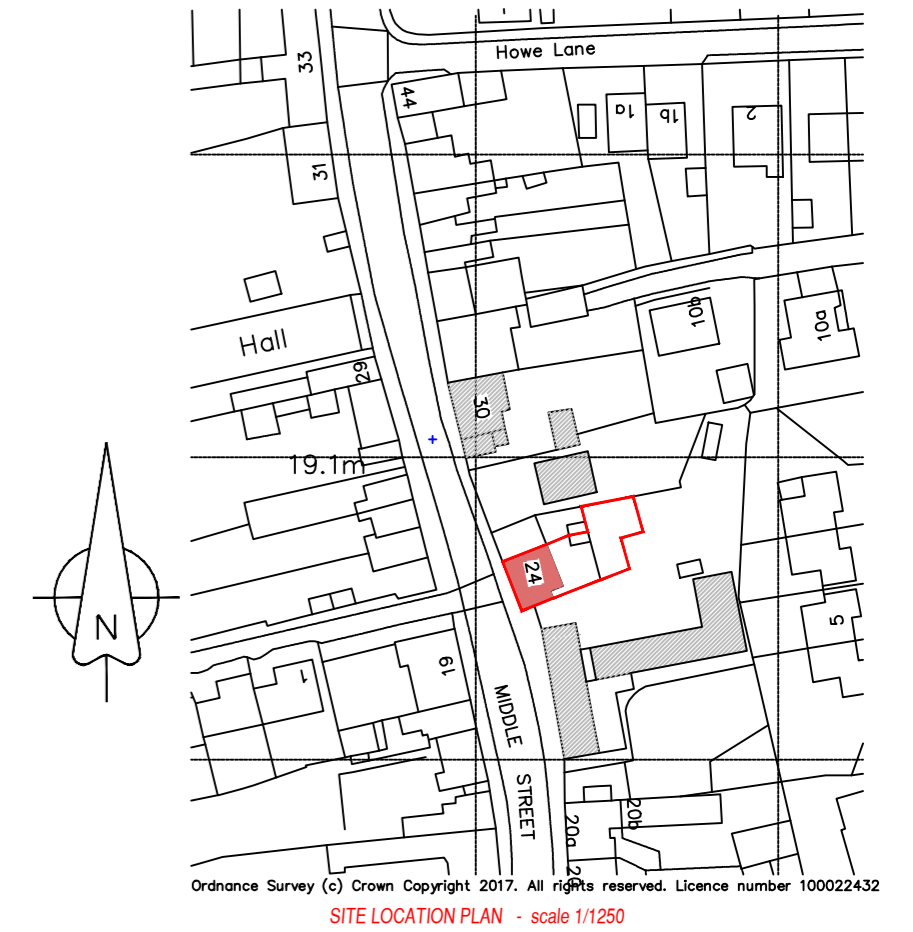 Howe Lane
33
44
1a
1b
2
31
10b
10a
Hall
29
30
19.1m
24
N
5
19
1
MIDDLE
STREET
20a
20b
20
Ordnance Survey (c) Crown Copyright 2017. All rights reserved. Licence number 100022432
SITE LOCATION PLAN - scale 1/1250